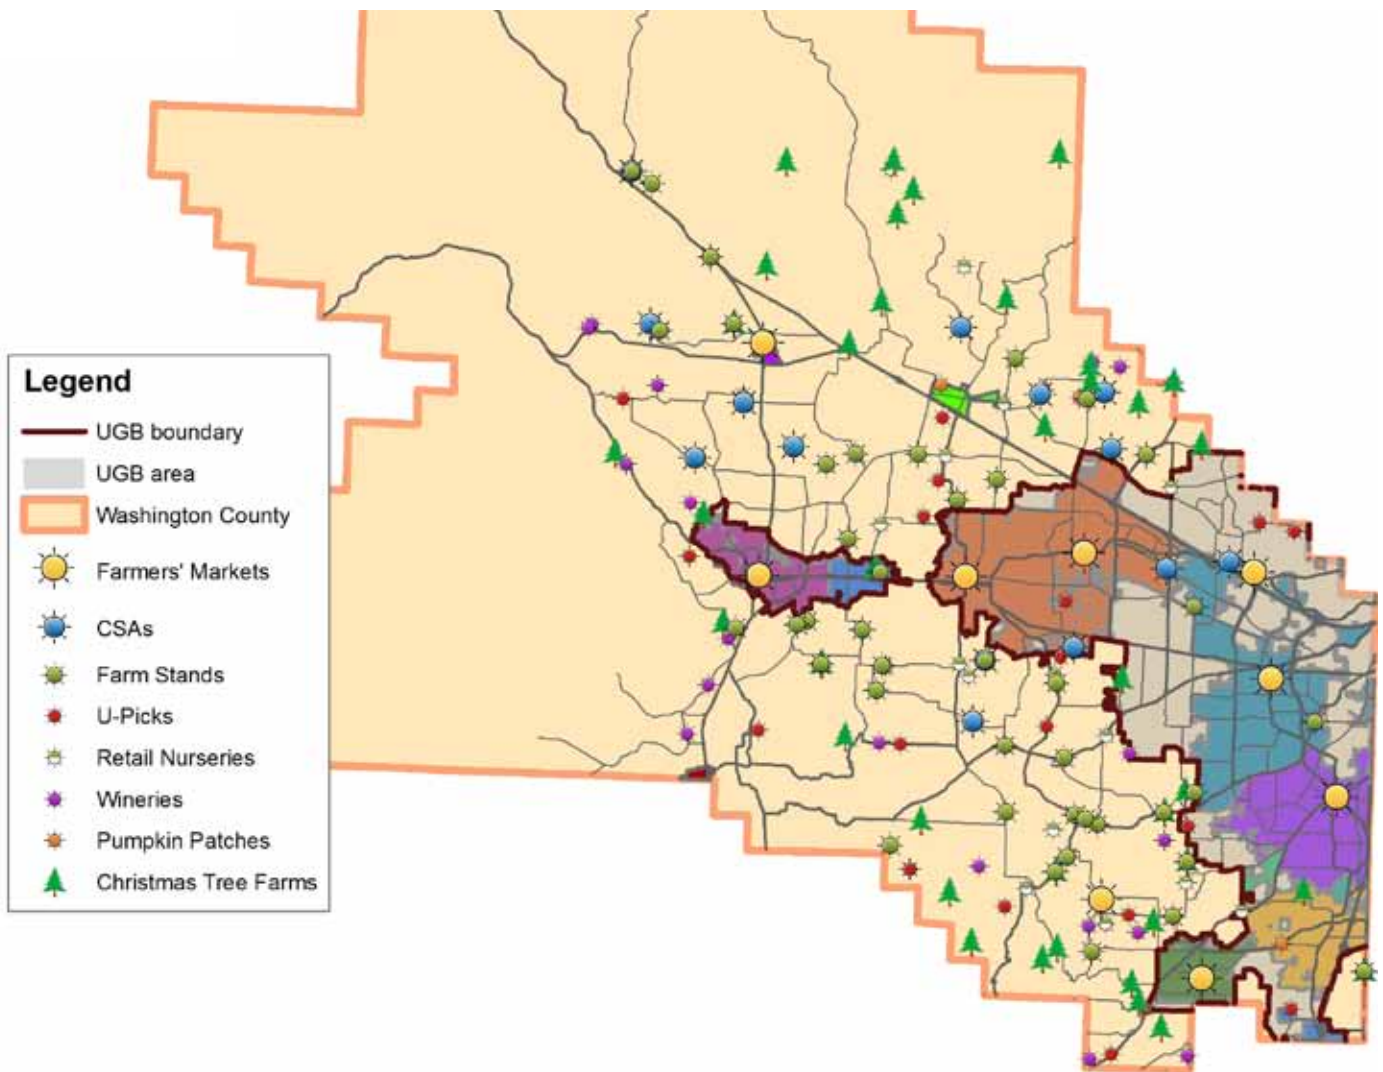 Legend
UGB boundary
UGB area
Washington County
Farmers' Markets
CSAs
Farm Stands
U-Picks
Retail Nurseries
Wineries
Pumpkin Patches
Christmas Tree Farms